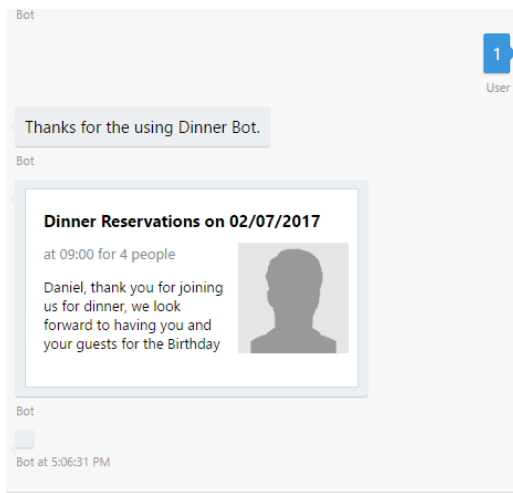 Bot
1
User
Thanks for the using Dinner Bot.
Bot
Dinner Reservations on 02/07/2017
at 09:00 for 4 people
Daniel, thank you for joining
us for dinner, we look
forward to having you and
your guests for the Birthday
Bot
Bot at 5:06:31 PM